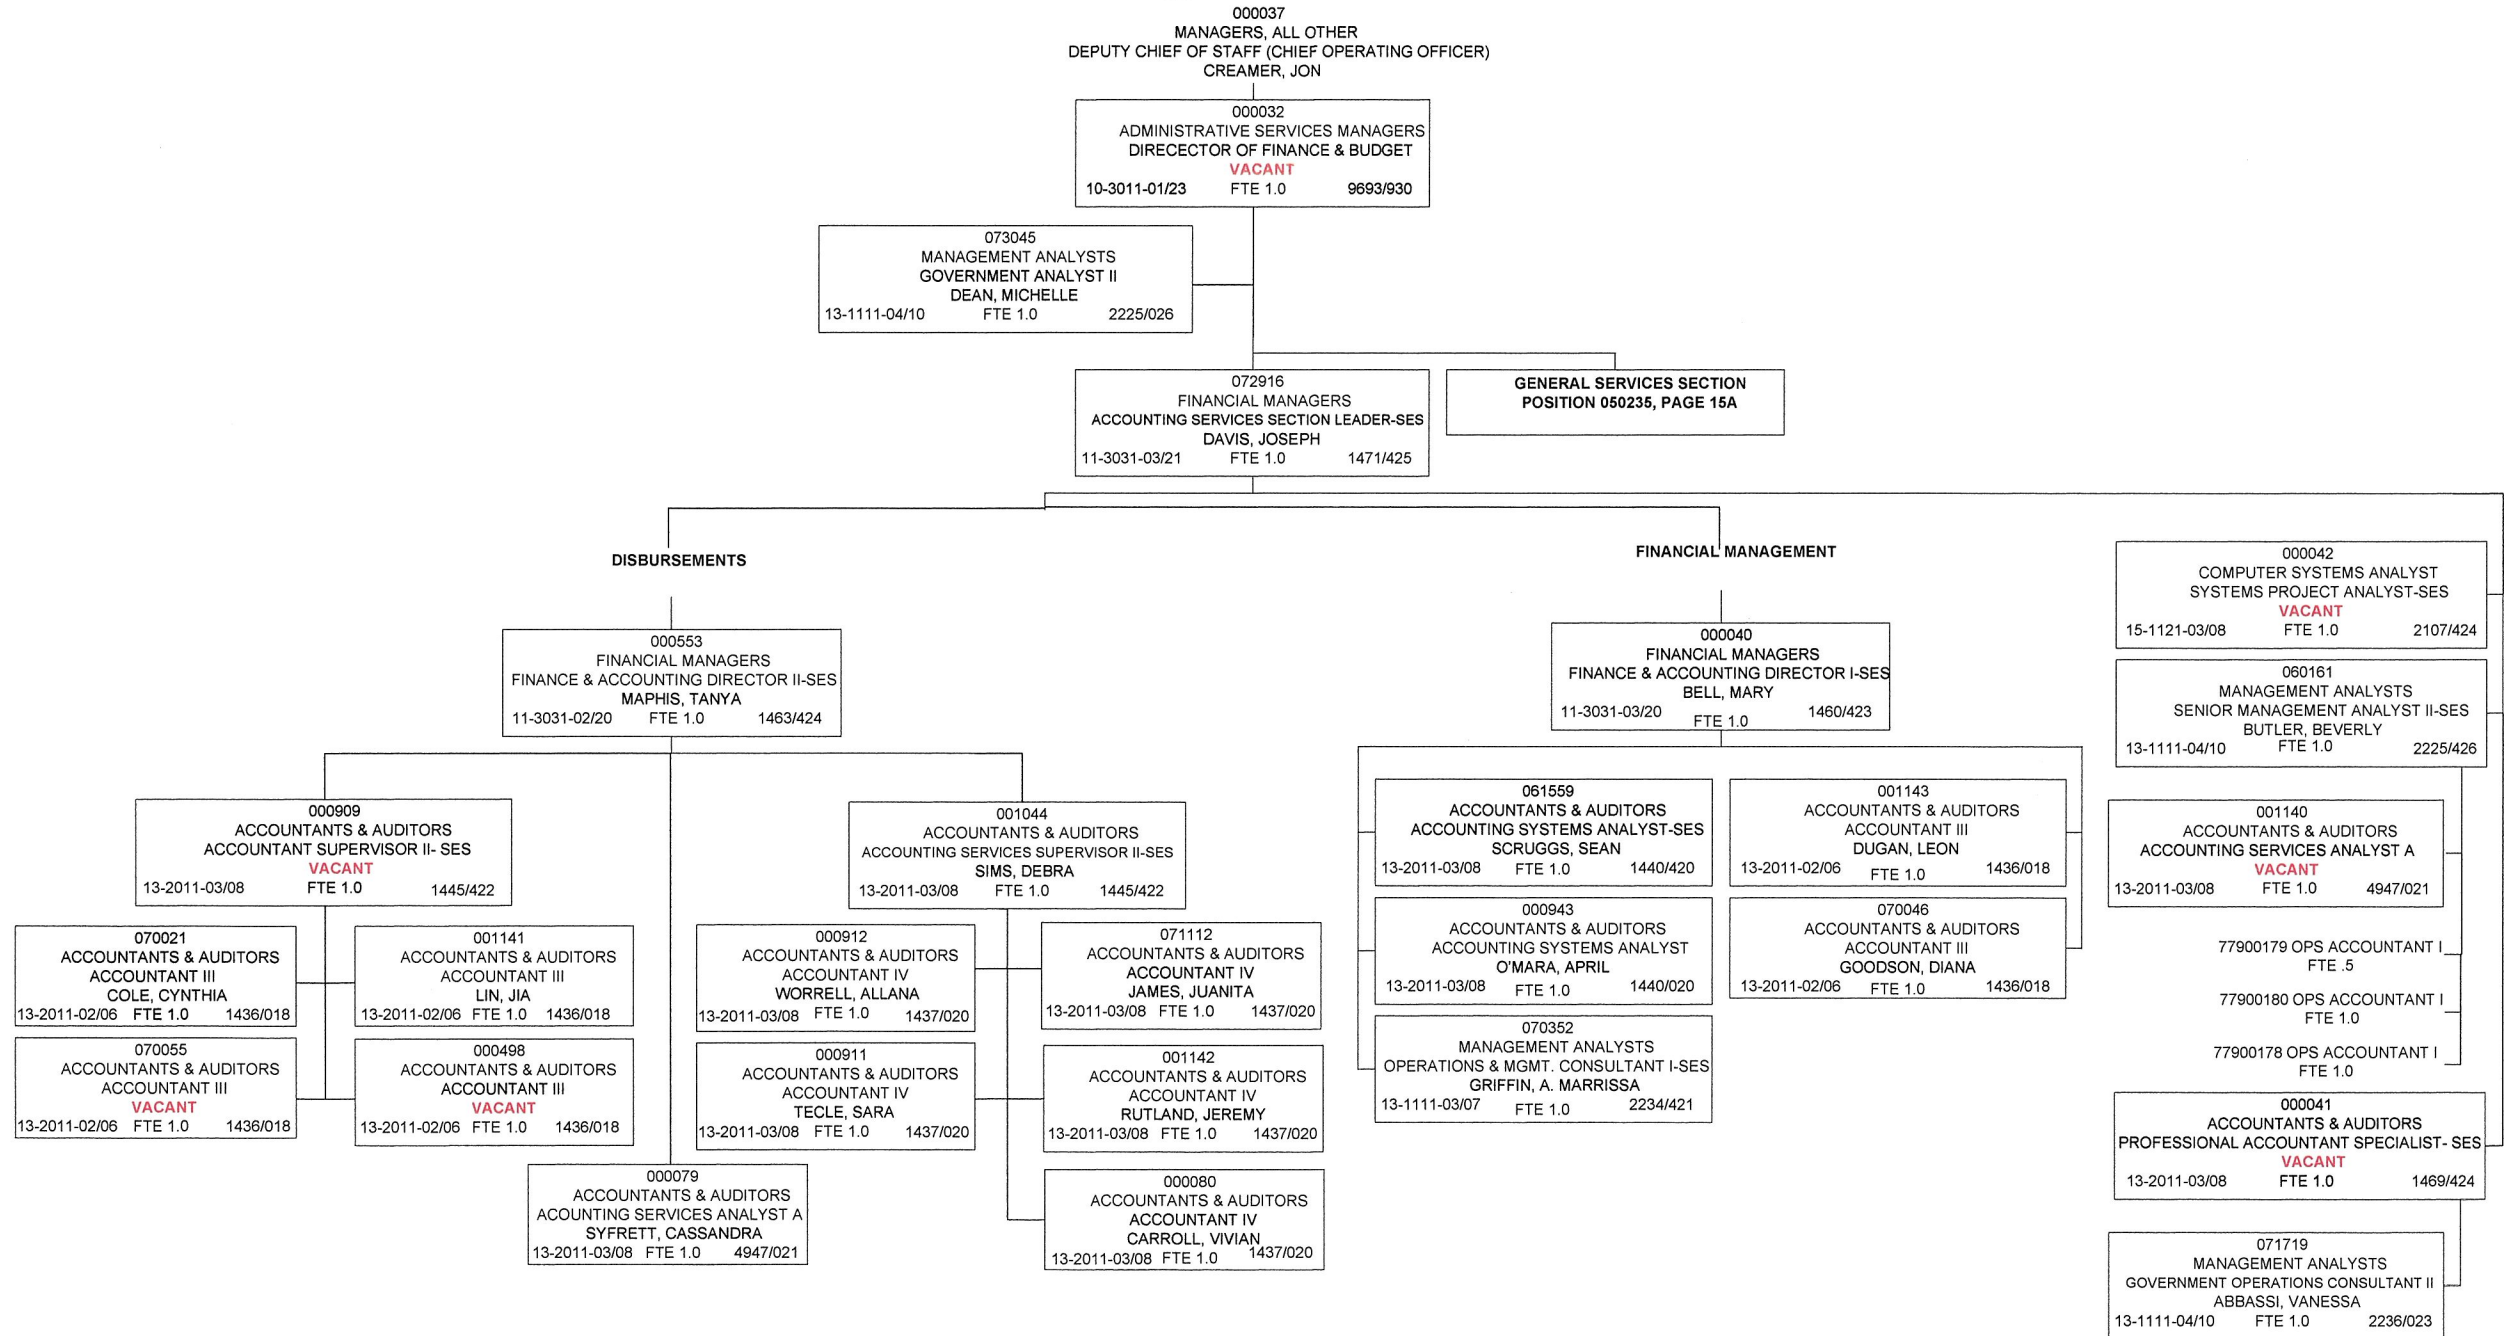 000037
MANAGERS, ALL OTHER
DEPUTY CHIEF OF STAFF (CHIEF OPERATING OFFICER)
CREAMER, JON
000032
ADMINISTRATIVE SERVICES MANAGERS
DIRECECTOR OF FINANCE & BUDGET
VACANT
10-3011-01/23 FTE 1.0 9693/930
073045
MANAGEMENT ANALYSTS
GOVERNMENT ANALYST II
DEAN, MICHELLE
13-1111-04/10 FTE 1.0 2225/026
072916
FINANCIAL MANAGERS
ACCOUNTING SERVICES SECTION LEADER-SES
DAVIS, JOSEPH
11-3031-03/21 FTE 1.0 1471/425
GENERAL SERVICES SECTION
POSITION 050235, PAGE 15A
DISBURSEMENTS
000553
FINANCIAL MANAGERS
FINANCE & ACCOUNTING DIRECTOR II-SES
MAPHIS, TANYA
11-3031-02/20 FTE 1.0 1463/424
000909
ACCOUNTANTS & AUDITORS
ACCOUNTANT SUPERVISOR II- SES
VACANT
13-2011-03/08 FTE 1.0 1445/422
070021
ACCOUNTANTS & AUDITORS
ACCOUNTANT III
COLE, CYNTHIA
13-2011-02/06 FTE 1.0 1436/018
001141
ACCOUNTANTS & AUDITORS
ACCOUNTANT III
LIN, JIA
13-2011-02/06 FTE 1.0 1436/018
070055
ACCOUNTANTS & AUDITORS
ACCOUNTANT III
VACANT
13-2011-02/06 FTE 1.0 1436/018
000498
ACCOUNTANTS & AUDITORS
ACCOUNTANT III
VACANT
13-2011-02/06 FTE 1.0 1436/018
000079
ACCOUNTANTS & AUDITORS
ACOUNTING SERVICES ANALYST A
SYFRETT, CASSANDRA
13-2011-03/08 FTE 1.0 4947/021
001044
ACCOUNTANTS & AUDITORS
ACCOUNTING SERVICES SUPERVISOR II-SES
SIMS, DEBRA
13-2011-03/08 FTE 1.0 1445/422
000912
ACCOUNTANTS & AUDITORS
ACCOUNTANT IV
WORRELL, ALLANA
13-2011-03/08 FTE 1.0 1437/020
071112
ACCOUNTANTS & AUDITORS
ACCOUNTANT IV
JAMES, JUANITA
13-2011-03/08 FTE 1.0 1437/020
000911
ACCOUNTANTS & AUDITORS
ACCOUNTANT IV
TECLE, SARA
13-2011-03/08 FTE 1.0 1437/020
001142
ACCOUNTANTS & AUDITORS
ACCOUNTANT IV
RUTLAND, JEREMY
13-2011-03/08 FTE 1.0 1437/020
000080
ACCOUNTANTS & AUDITORS
ACCOUNTANT IV
CARROLL, VIVIAN
13-2011-03/08 FTE 1.0 1437/020
FINANCIAL MANAGEMENT
000040
FINANCIAL MANAGERS
FINANCE & ACCOUNTING DIRECTOR I-SES
BELL, MARY
11-3031-03/20 FTE 1.0 1460/423
061559
ACCOUNTANTS & AUDITORS
ACCOUNTING SYSTEMS ANALYST-SES
SCRUGGS, SEAN
13-2011-03/08 FTE 1.0 1440/420
001143
ACCOUNTANTS & AUDITORS
ACCOUNTANT III
DUGAN, LEON
13-2011-02/06 FTE 1.0 1436/018
000943
ACCOUNTANTS & AUDITORS
ACCOUNTING SYSTEMS ANALYST
O'MARA, APRIL
13-2011-03/08 FTE 1.0 1440/020
070046
ACCOUNTANTS & AUDITORS
ACCOUNTANT III
GOODSON, DIANA
13-2011-02/06 FTE 1.0 1436/018
070352
MANAGEMENT ANALYSTS
OPERATIONS & MGMT. CONSULTANT I-SES
GRIFFIN, A. MARRISSA
13-1111-03/07 FTE 1.0 2234/421
000042
COMPUTER SYSTEMS ANALYST
SYSTEMS PROJECT ANALYST-SES
VACANT
15-1121-03/08 FTE 1.0 2107/424
060161
MANAGEMENT ANALYSTS
SENIOR MANAGEMENT ANALYST II-SES
BUTLER, BEVERLY
13-1111-04/10 FTE 1.0 2225/426
001140
ACCOUNTANTS & AUDITORS
ACCOUNTING SERVICES ANALYST A
VACANT
13-2011-03/08 FTE 1.0 4947/021
77900179 OPS ACCOUNTANT I
FTE .5
77900180 OPS ACCOUNTANT I
FTE 1.0
77900178 OPS ACCOUNTANT I
FTE 1.0
000041
ACCOUNTANTS & AUDITORS
PROFESSIONAL ACCOUNTANT SPECIALIST- SES
VACANT
13-2011-03/08 FTE 1.0 1469/424
071719
MANAGEMENT ANALYSTS
GOVERNMENT OPERATIONS CONSULTANT II
ABBASSI, VANESSA
13-1111-04/10 FTE 1.0 2236/023